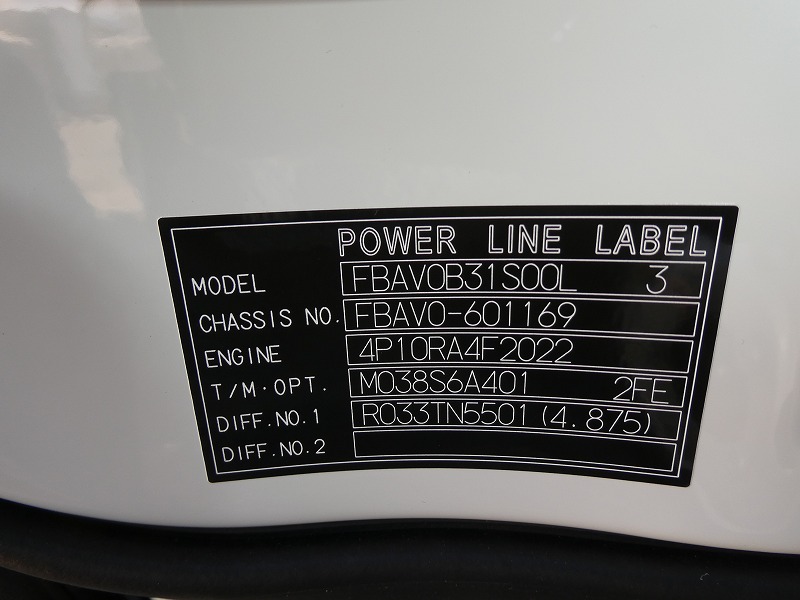 POWER LINE LABEL
MODEL FBAV0B31S00L 3
CHASSIS NO. FBAV0-601169
ENGINE 4P10RA4F2022
T/M·OPT. M038S6A401 2FE
DIFF.NO.1 R033TN5501(4.875)
DIFF.NO.2